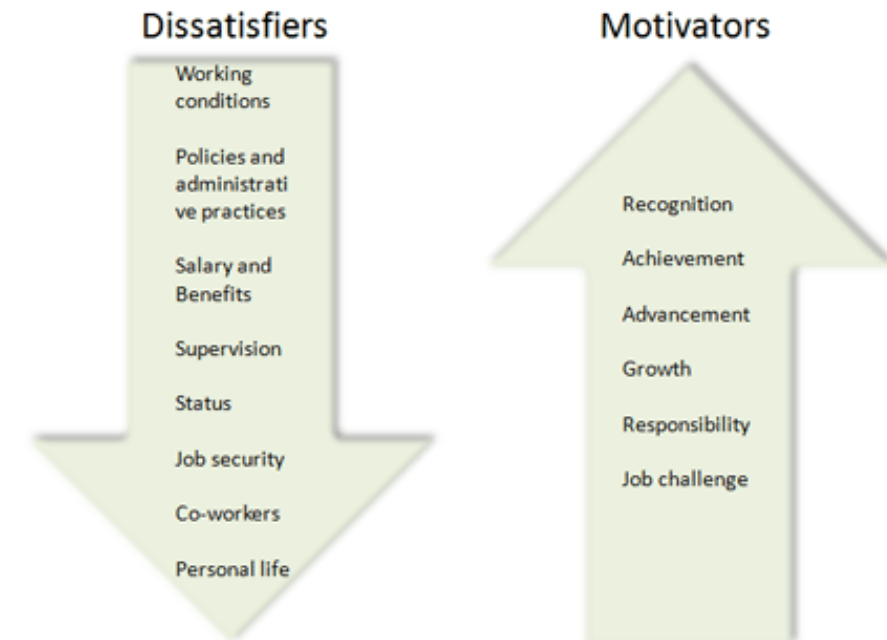 Dissatisfiers
Working
conditions
Policies and
administrati
ve practices
Salary and
Benefits
Supervision
Status
Job security
Co-workers
Personal life
Motivators
Recognition
Achievement
Advancement
Growth
Responsibility
Job challenge